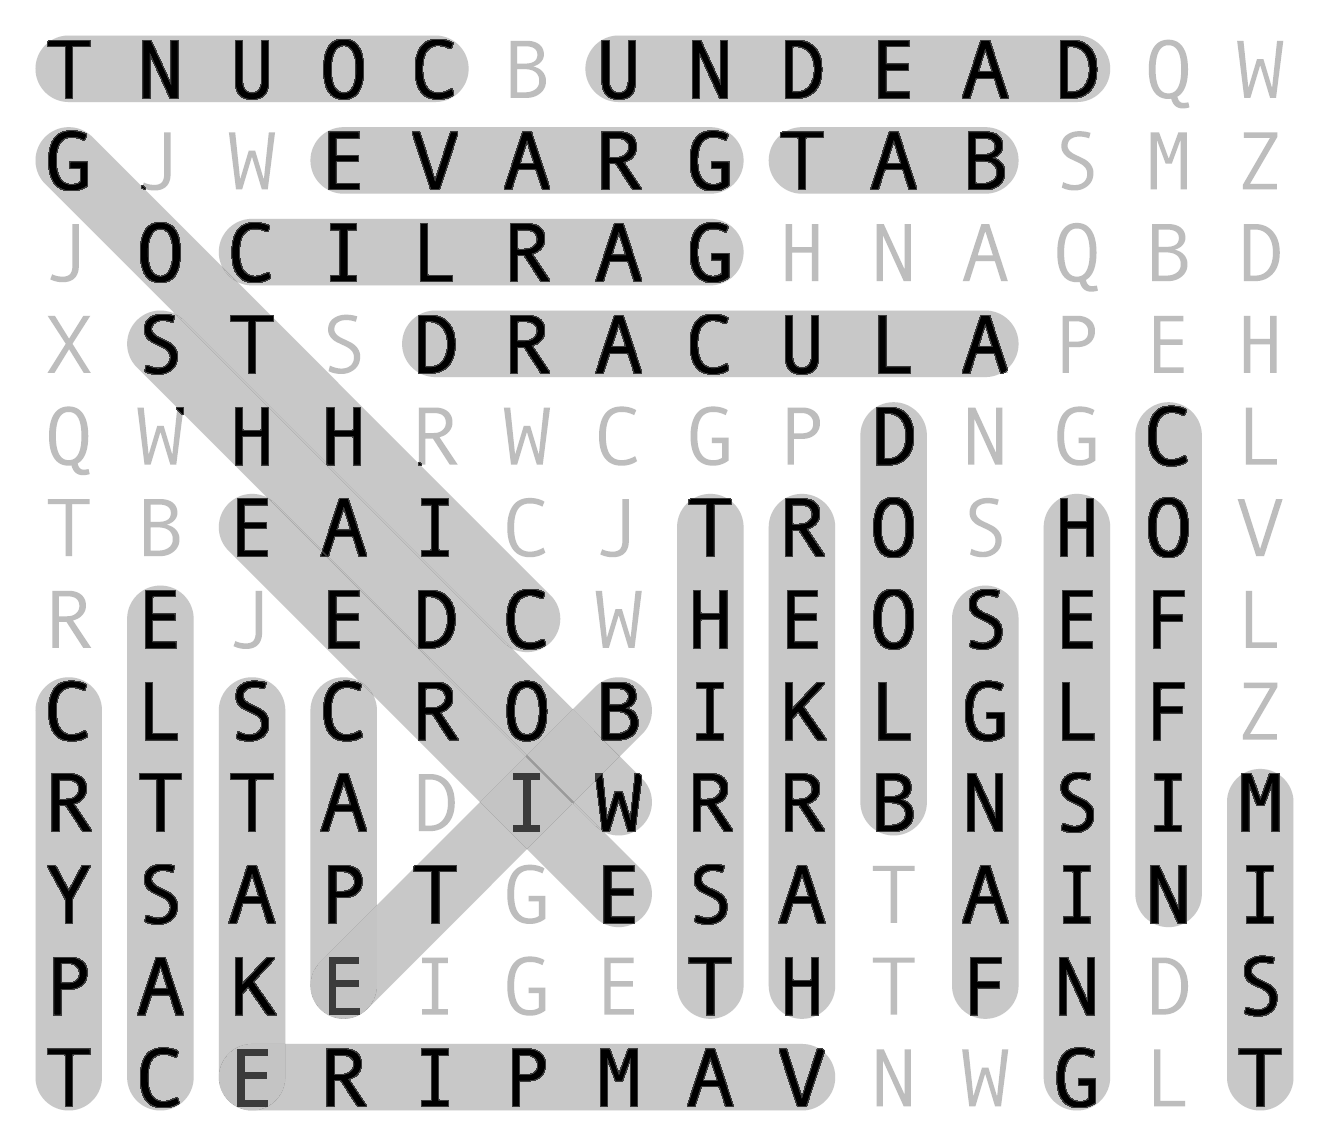 T N U O C B U N D E A D Q W
G J W E V A R G T A B S M Z
J O C I L R A G H N A Q B D
X S T S D R A C U L A P E H
Q W H H R W C G P D N G C L
T B E A I C J T R O S H O V
R E J E D C W H E O S E F L
C L S C R O B I K L G L F Z
R T T A D I W R R B N S I M
Y S A P T G E S A T A I N I
P A K E I G E T H T F N D S
T C E R I P M A V N W G L T